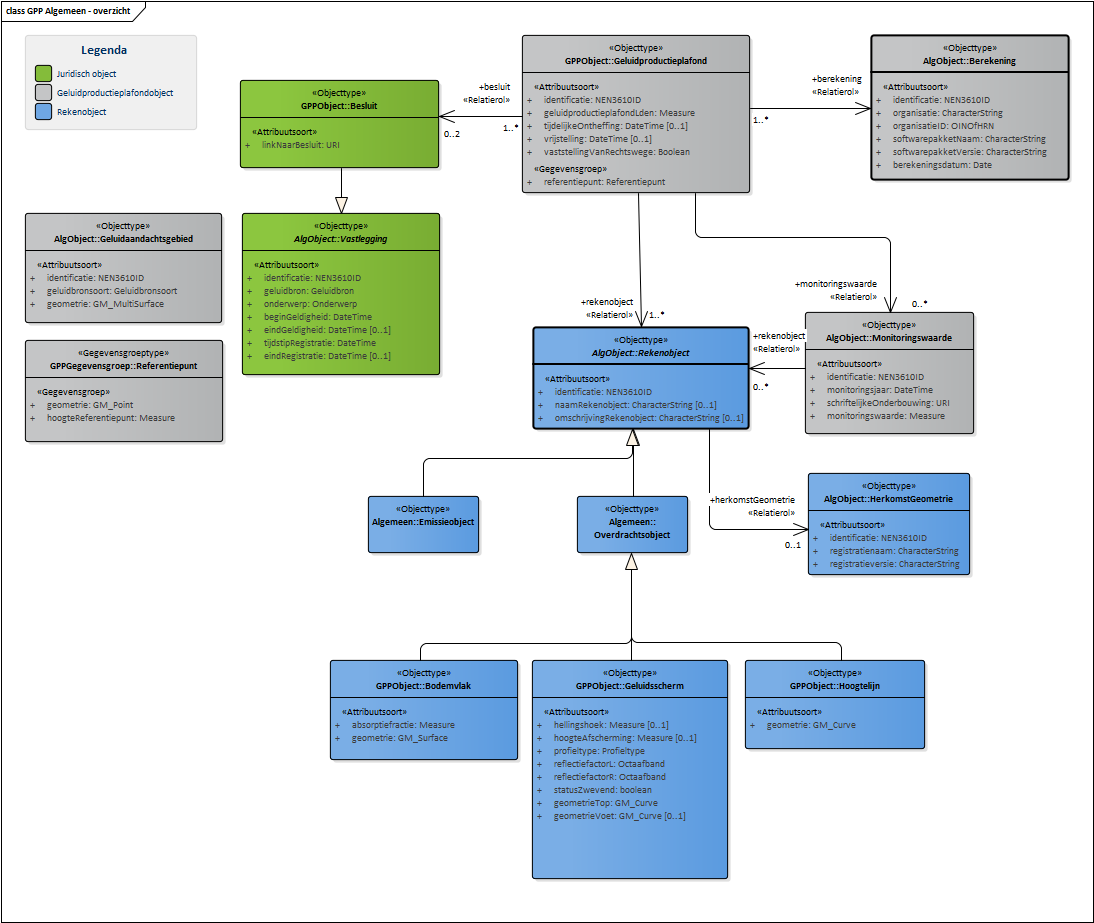 class GPP Algemeen - overzicht
Legenda
Juridisch object
Geluidproductieplafondobject
Rekenobject
«Objecttype»
GPPObject::Besluit
«Attribuutsoort»
+ linkNaarBesluit: URI
+besluit
«Relatierol»
0..2
1..*
«Objecttype»
GPPObject::Geluidproductieplafond
«Attribuutsoort»
+ identificatie: NEN3610ID
+ geluidproductieplafondLden: Measure
+ tijdelijkeOntheffing: DateTime [0..1]
+ vrijstelling: DateTime [0..1]
+ vaststellingVanRechtswege: Boolean
«Gegevensgroep»
+ referentiepunt: Referentiepunt
+berekening
«Relatierol»
1..*
«Objecttype»
AlgObject::Berekening
«Attribuutsoort»
+ identificatie: NEN3610ID
+ organisatie: CharacterString
+ organisatieID: OINOfHRN
+ softwarepakketNaam: CharacterString
+ softwarepakketVersie: CharacterString
+ berekeningsdatum: Date
«Objecttype»
AlgObject::Geluidaandachtsgebied
«Attribuutsoort»
+ identificatie: NEN3610ID
+ geluidbronsoort: Geluidbronsoort
+ geometrie: GM_MultiSurface
«Objecttype»
AlgObject::Vastlegging
«Attribuutsoort»
+ identificatie: NEN3610ID
+ geluidbron: Geluidbron
+ onderwerp: Onderwerp
+ beginGeldigheid: DateTime
+ eindGeldigheid: DateTime [0..1]
+ tijdstipRegistratie: DateTime
+ eindRegistratie: DateTime [0..1]
«Gegevensgroeptype»
GPPGegevensgroep::Referentiepunt
«Gegevensgroep»
+ geometrie: GM_Point
+ hoogteReferentiepunt: Measure
+rekenobject
«Relatierol»
1..*
+monitoringswaarde
«Relatierol»
0..*
«Objecttype»
AlgObject::Rekenobject
«Attribuutsoort»
+ identificatie: NEN3610ID
+ naamRekenobject: CharacterString [0..1]
+ omschrijvingRekenobject: CharacterString [0..1]
+rekenobject
«Relatierol»
0..*
«Objecttype»
AlgObject::Monitoringswaarde
«Attribuutsoort»
+ identificatie: NEN3610ID
+ monitoringsjaar: DateTime
+ schriftelijkeOnderbouwing: URI
+ monitoringswaarde: Measure
«Objecttype»
Algemeen::Emissieobject
«Objecttype»
Algemeen::
Overdrachtsobject
+herkomstGeometrie
«Relatierol»
0..1
«Objecttype»
AlgObject::HerkomstGeometrie
«Attribuutsoort»
+ identificatie: NEN3610ID
+ registratienaam: CharacterString
+ registratieversie: CharacterString
«Objecttype»
GPPObject::Bodemvlak
«Attribuutsoort»
+ absorptiefractie: Measure
+ geometrie: GM_Surface
«Objecttype»
GPPObject::Geluidsscherm
«Attribuutsoort»
+ hellingshoek: Measure [0..1]
+ hoogteAfscherming: Measure [0..1]
+ profieltype: Profieltype
+ reflectiefactorL: Octaafband
+ reflectiefactorR: Octaafband
+ statusZwevend: boolean
+ geometrieTop: GM_Curve
+ geometrieVoet: GM_Curve [0..1]
«Objecttype»
GPPObject::Hoogtelijn
«Attribuutsoort»
+ geometrie: GM_Curve